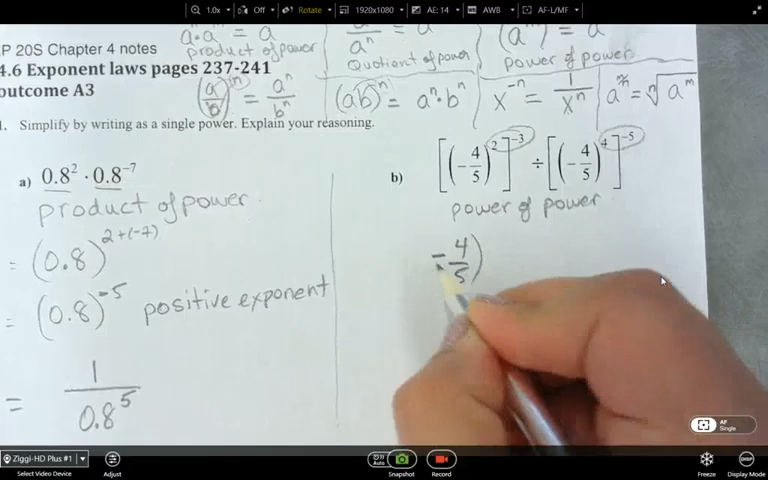 1.0x Off Rotate 1920x1080 AE: 14 AWB AF-L/MF
P 20S Chapter 4 notes
4.6 Exponent laws pages 237-241
outcome A3
product of power
Quotient of power
power of power
(a/b)^(n) = a^n/b^n
(ab)^n = a^n·b^n
x^-n = 1/x^n
a^(m/n) = ⁿ√a^m
1. Simplify by writing as a single power. Explain your reasoning.
a) 0.8² · 0.8⁻⁷
product of power
= (0.8)^2+(-7)
= (0.8)⁻⁵ positive exponent
= 1/0.8⁵
b) [(-4/5)²]⁻³ ÷ [(-4/5)⁴]⁻⁵
power of power
-4/5)
AF
Single
Ziggi-HD Plus #1
Select Video Device
Adjust
Auto
Snapshot
Record
Freeze
DISP
Display Mode